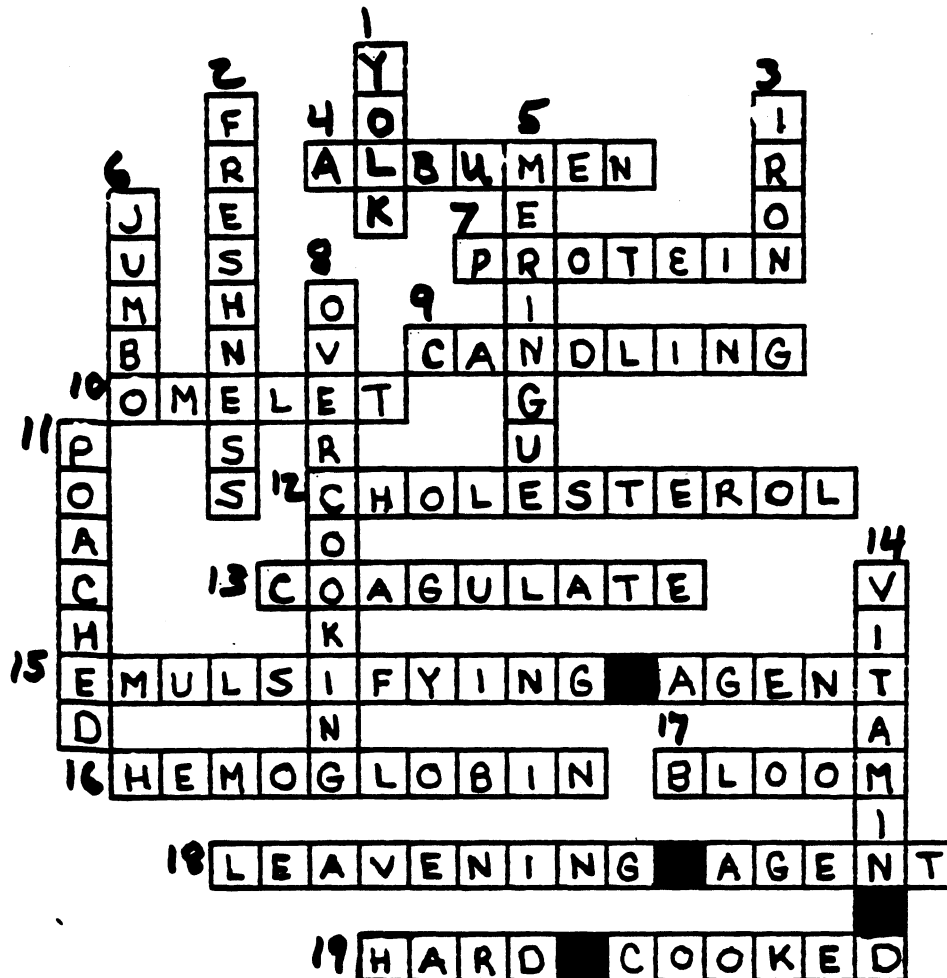 1 YOLK
2 FRESHNESS
3 IRON
4 ALBUMEN
5 MERINGUE
6 JUMBO
7 PROTEIN
8 OVERCOOKING
9 CANDLING
10 OMELET
11 POACHED
12 CHOLESTEROL
13 COAGULATE
14 VITAMIN D
15 EMULSIFYING AGENT
16 HEMOGLOBIN
17 BLOOM
18 LEAVENING AGENT
19 HARD COOKED